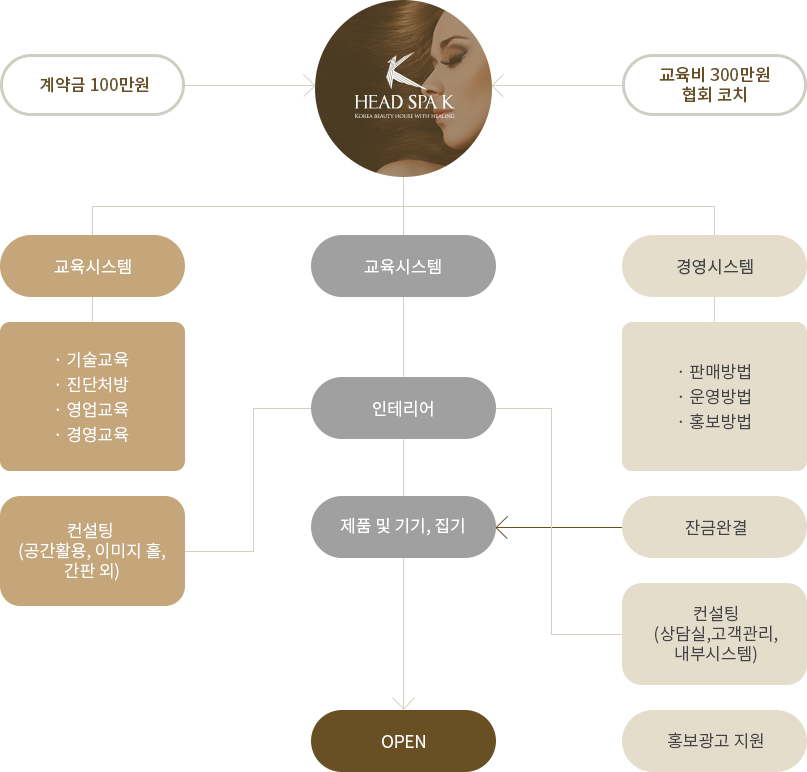 계약금 100만원
HEAD SPA K
KOREA BEAUTY HOUSE WITH HEALING
교육비 300만원
협회 코치
교육시스템
교육시스템
경영시스템
· 기술교육
· 진단처방
· 영업교육
· 경영교육
인테리어
· 판매방법
· 운영방법
· 홍보방법
컨설팅
(공간활용, 이미지 홀,
간판 외)
제품 및 기기, 집기
잔금완결
컨설팅
(상담실,고객관리,
내부시스템)
OPEN
홍보광고 지원